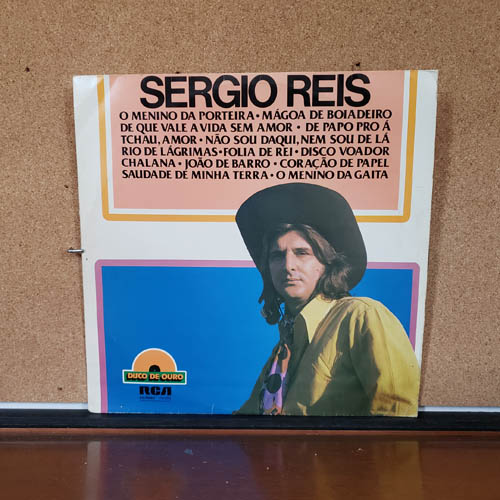 SERGIO REIS
O MENINO DA PORTEIRA • MÁGOA DE BOIADEIRO
DE QUE VALE A VIDA SEM AMOR • DE PAPO PRO Á
TCHAU, AMOR • NÃO SOU DAQUI, NEM SOU DE LÁ
RIO DE LÁGRIMAS • FOLIA DE REI • DISCO VOADOR
CHALANA • JOÃO DE BARRO • CORAÇÃO DE PAPEL
SAUDADE DE MINHA TERRA • O MENINO DA GAITA
DISCO DE OURO
RCA